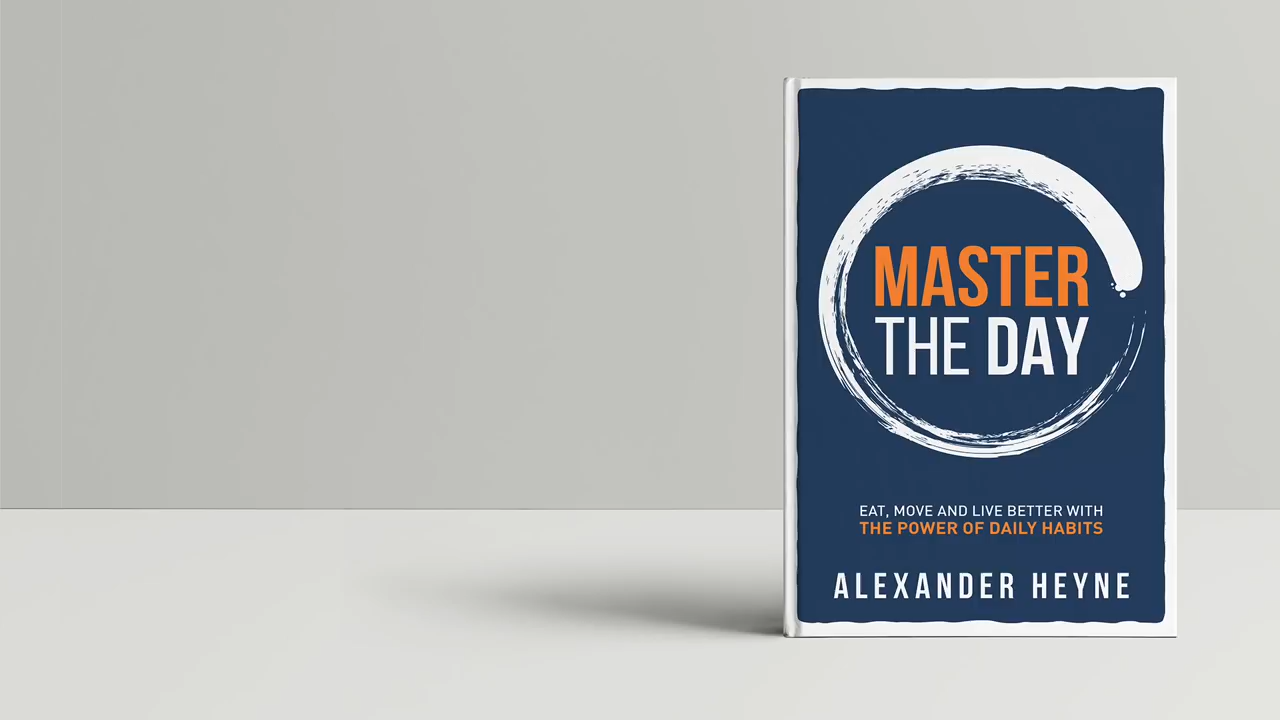 MASTER
THE DAY
EAT, MOVE AND LIVE BETTER WITH
THE POWER OF DAILY HABITS
ALEXANDER HEYNE